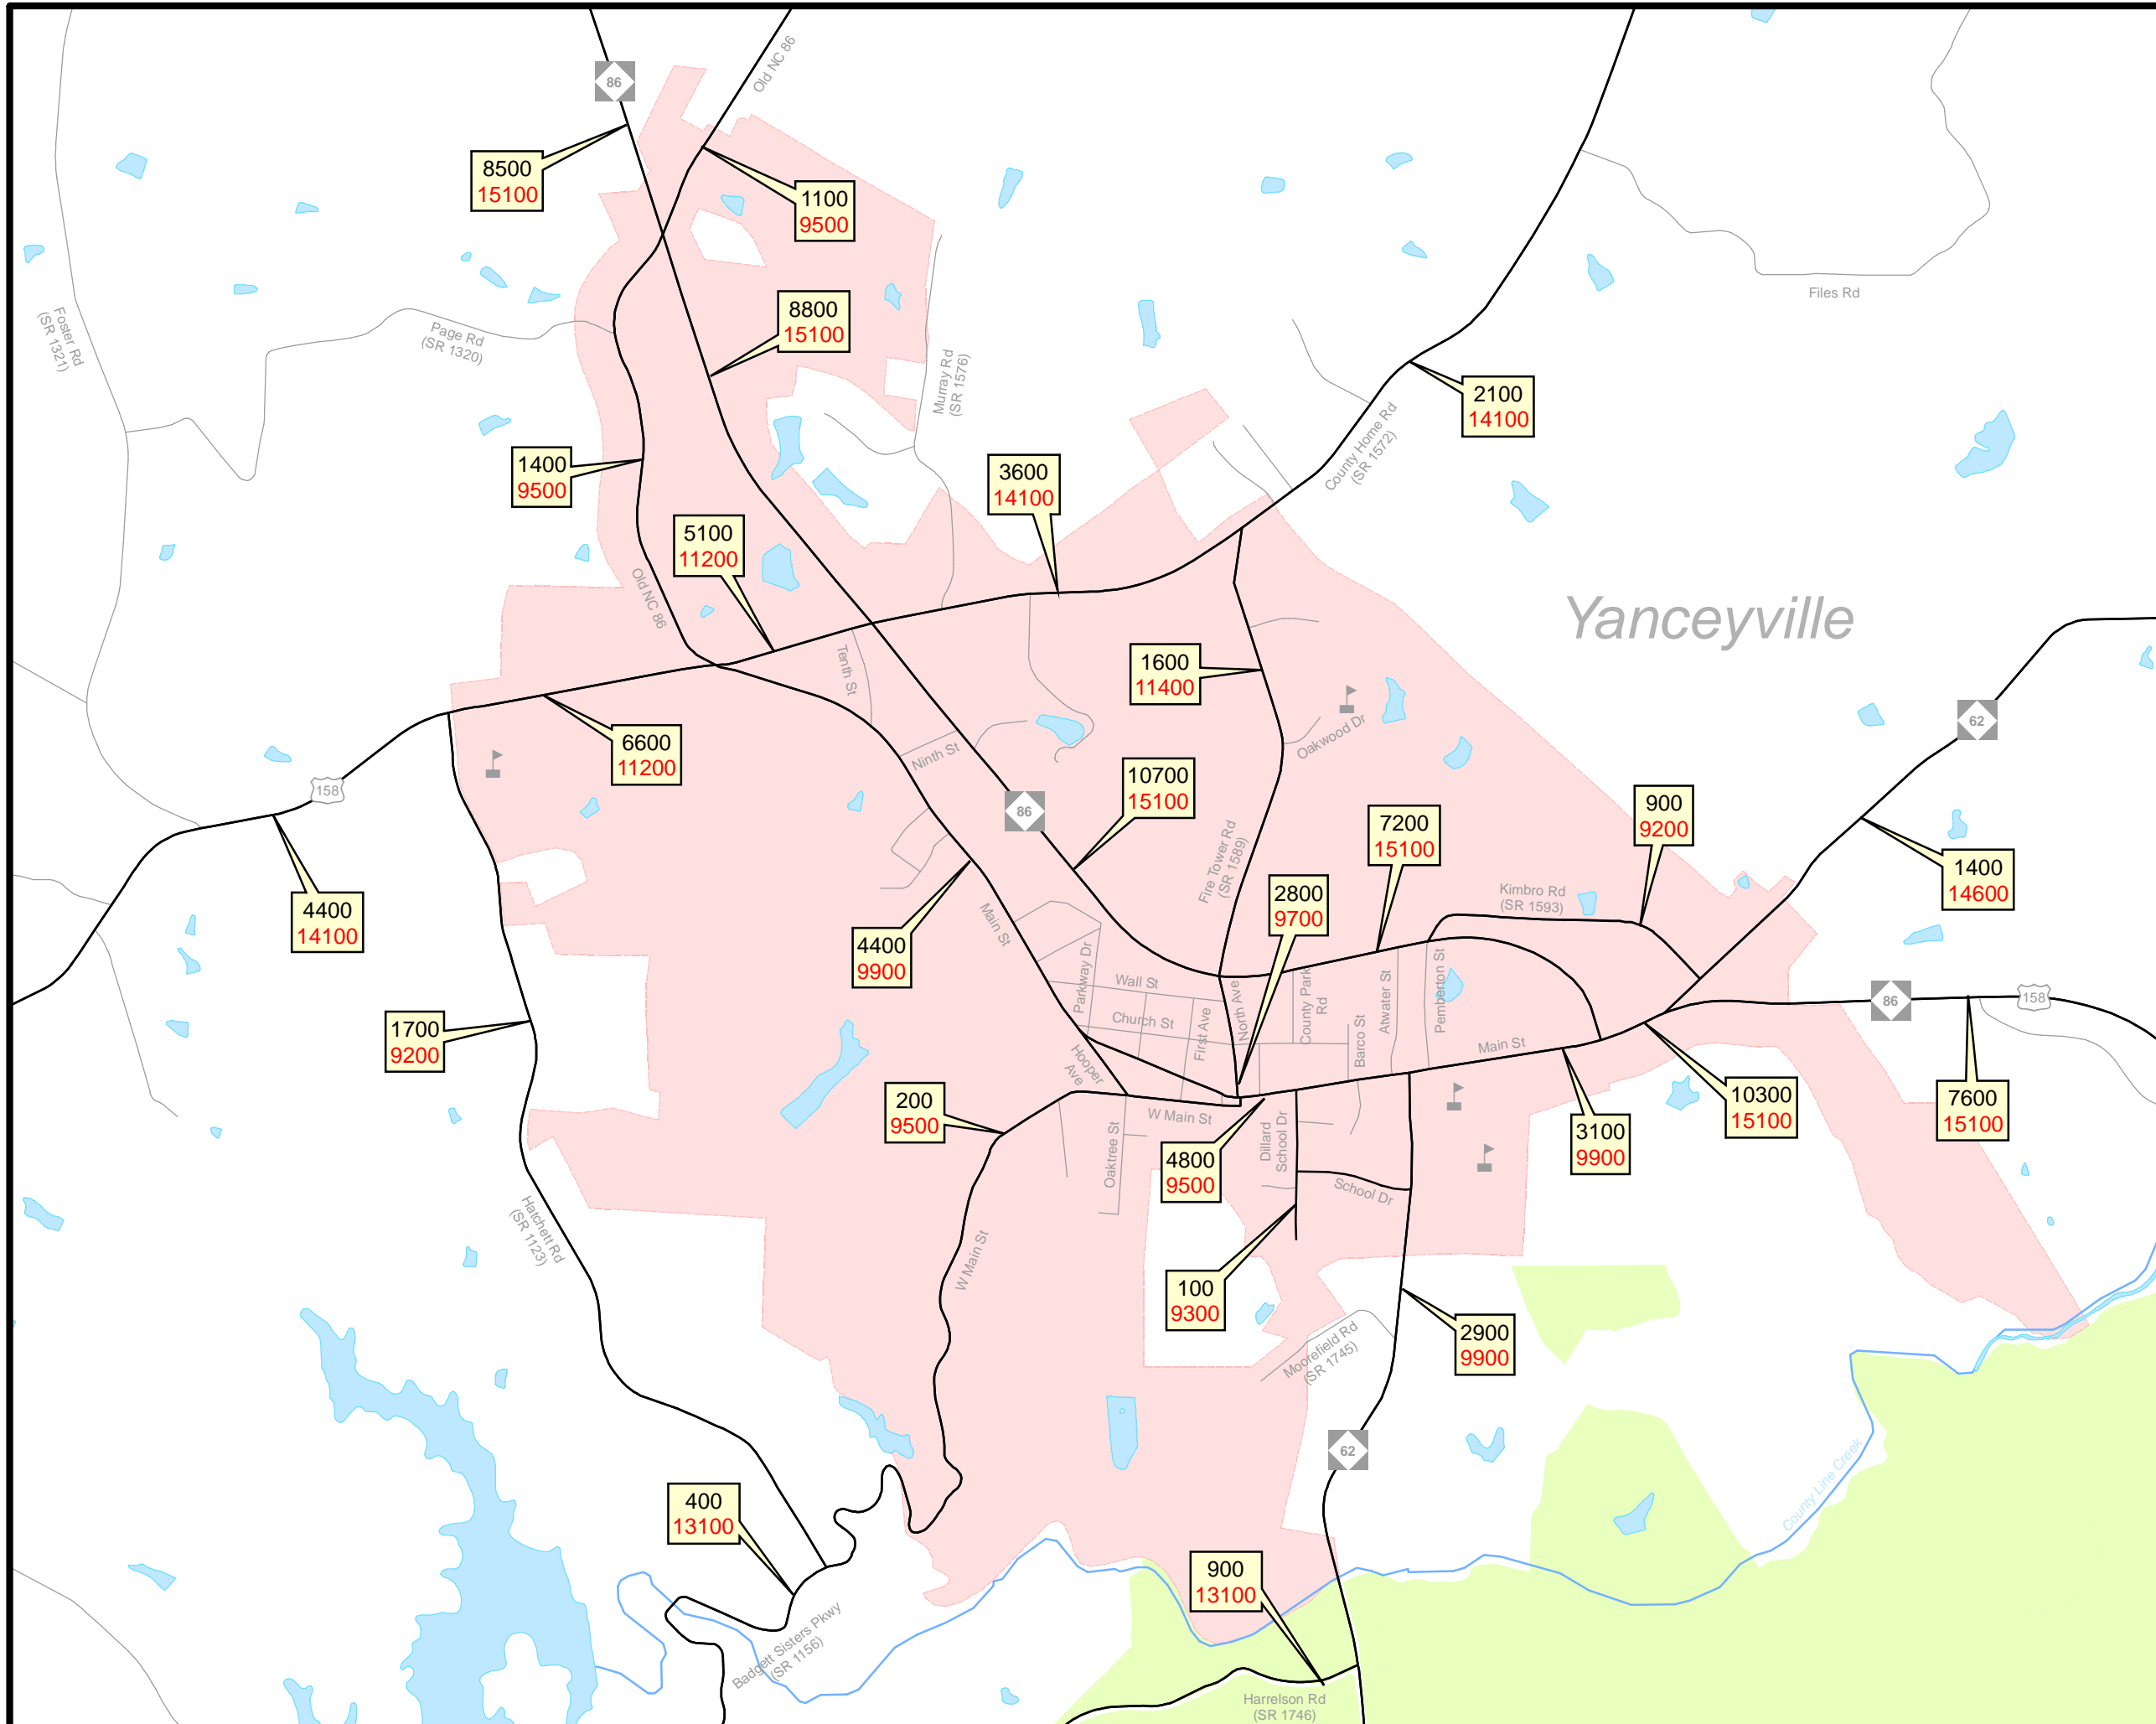 Old NC 86
86
8500
15100
1100
9500
Files Rd
Foster Rd
(SR 1321)
Page Rd
(SR 1320)
8800
15100
Murray Rd
(SR 1576)
2100
14100
County Home Rd
(SR 1572)
1400
9500
3600
14100
5100
11200
Old NC 86
Yanceyville
Tenth St
1600
11400
62
Oakwood Dr
6600
11200
Ninth St
158
10700
15100
86
7200
15100
900
9200
Fire Tower Rd
(SR 1589)
1400
14600
4400
14100
2800
9700
Kimbro Rd
(SR 1593)
Main St
4400
9900
Parkway Dr
Wall St
Church St
First Ave
North Ave
County Park
Rd
Barco St
Atwater St
Pemberton St
Main St
86
158
1700
9200
Hooper
Ave
200
9500
W Main St
Oaktree St
4800
9500
Dillard
School Dr
School Dr
3100
9900
10300
15100
7600
15100
Hatchett Rd
(SR 1123)
W Main St
100
9300
Moorefield Rd
(SR 1745)
2900
9900
62
County Line Creek
400
13100
900
13100
Badgett Sisters Pkwy
(SR 1156)
Harrelson Rd
(SR 1746)